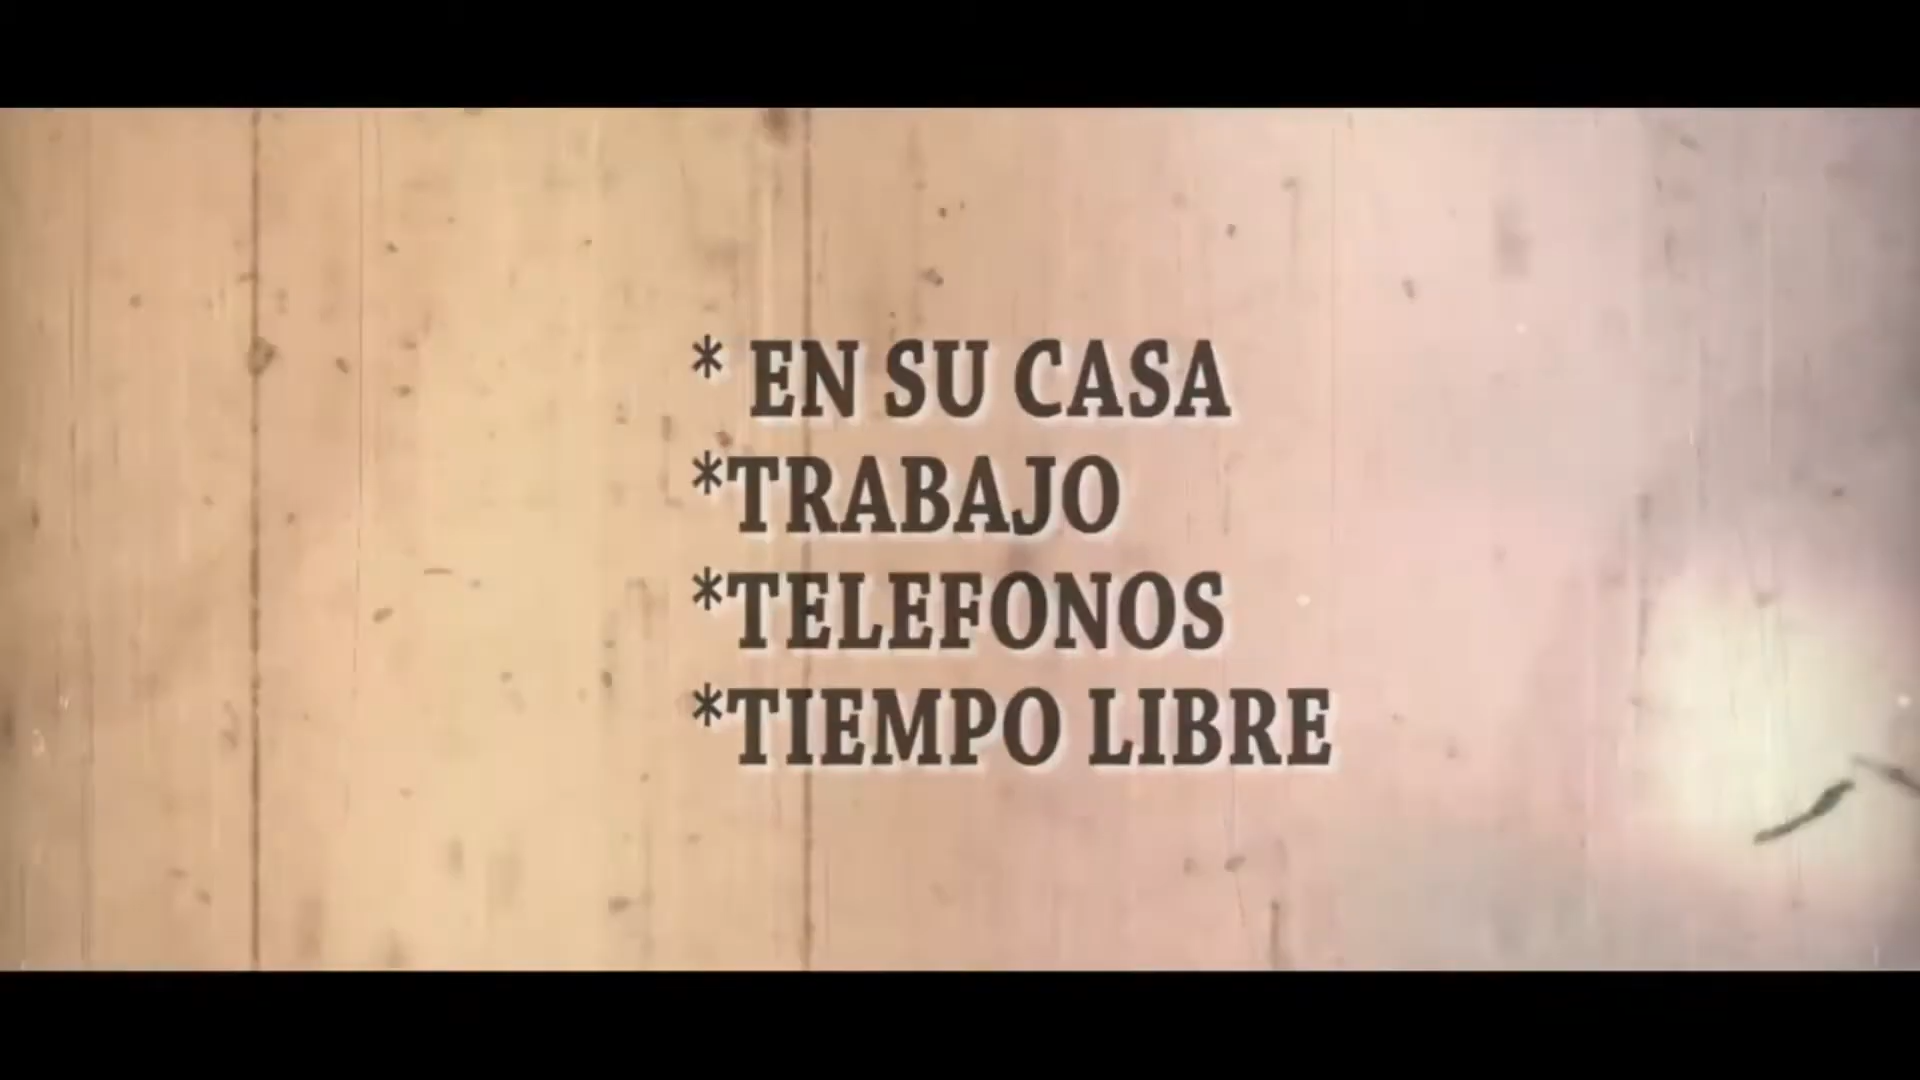 * EN SU CASA
*TRABAJO
*TELEFONOS
*TIEMPO LIBRE